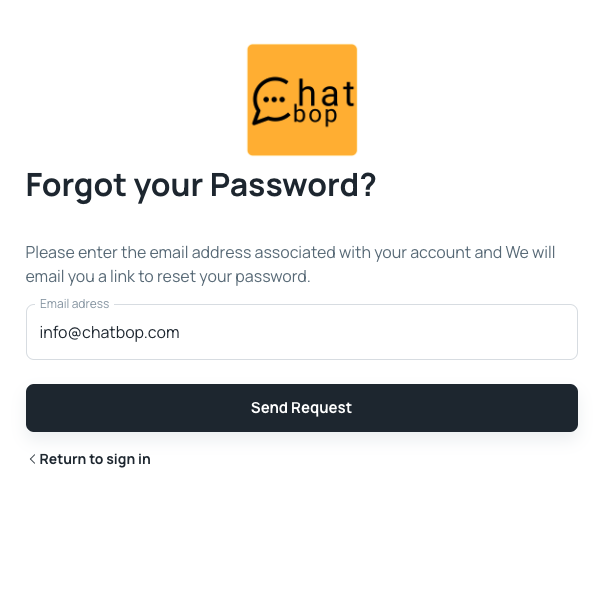 Chat
bop
Forgot your Password?
Please enter the email address associated with your account and We will
email you a link to reset your password.
Email adress
info@chatbop.com
Send Request
Return to sign in